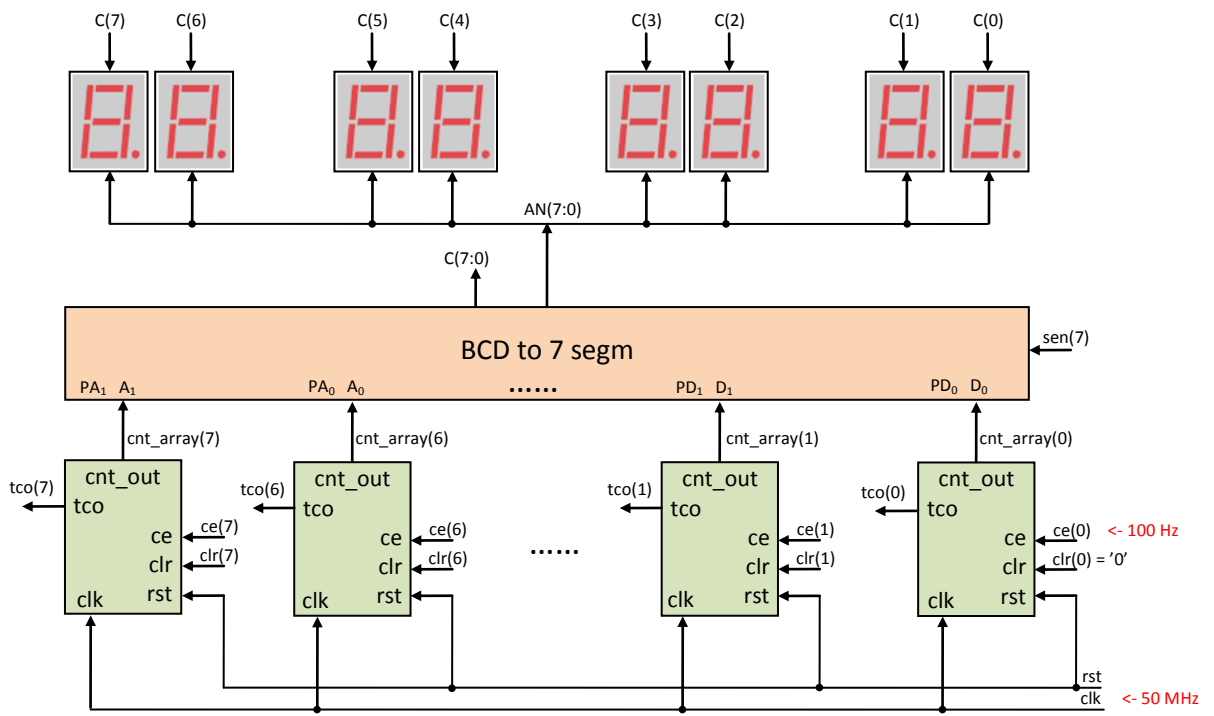 C(7) C(6) C(5) C(4) C(3) C(2) C(1) C(0)
AN(7:0)
C(7:0)
BCD to 7 segm
sen(7)
PA₁ A₁ PA₀ A₀ ...... PD₁ D₁ PD₀ D₀
cnt_array(7) cnt_array(6) cnt_array(1) cnt_array(0)
cnt_out cnt_out cnt_out cnt_out
tco(7) tco tco(6) tco tco(1) tco tco(0) tco
ce ce(7) ce ce(6) ...... ce ce(1) ce ce(0) <- 100 Hz
clr clr(7) clr clr(6) clr clr(1) clr clr(0) = '0'
clk rst clk rst clk rst clk rst
rst
clk <- 50 MHz